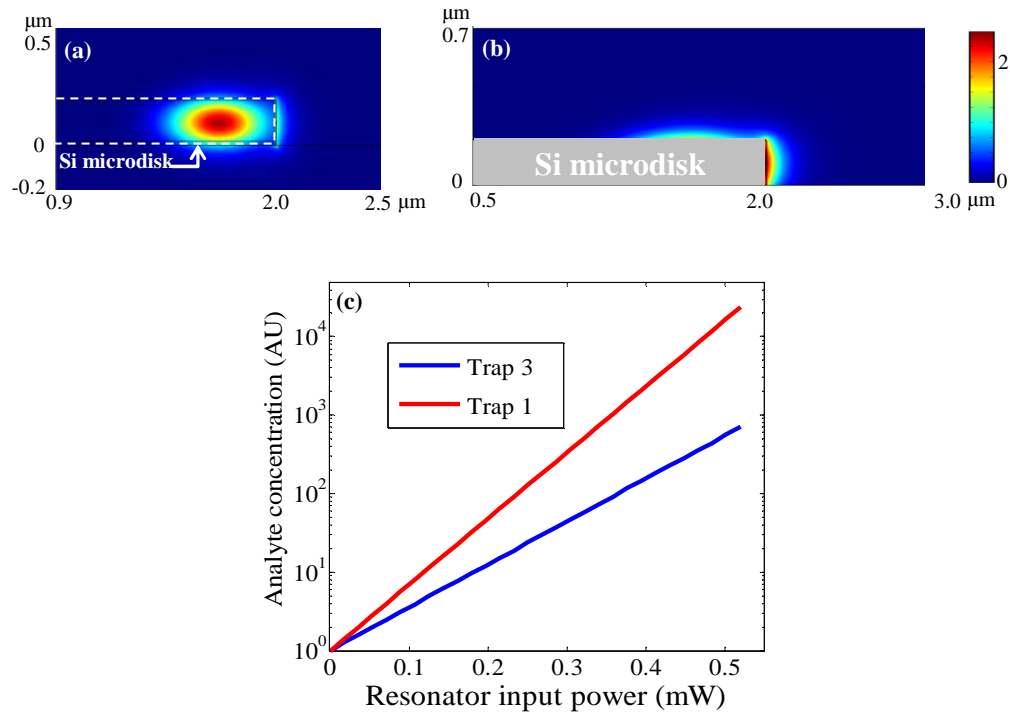 μm
0.5
(a)
0
Si microdisk
-0.2
0.9
2.0
2.5
μm
μm
0.7
(b)
Si microdisk
0
0.5
2.0
3.0
μm
2
0
(c)
Analyte concentration (AU)
10^4
10^3
10^2
10^1
10^0
Trap 3
Trap 1
0
0.1
0.2
0.3
0.4
0.5
Resonator input power (mW)